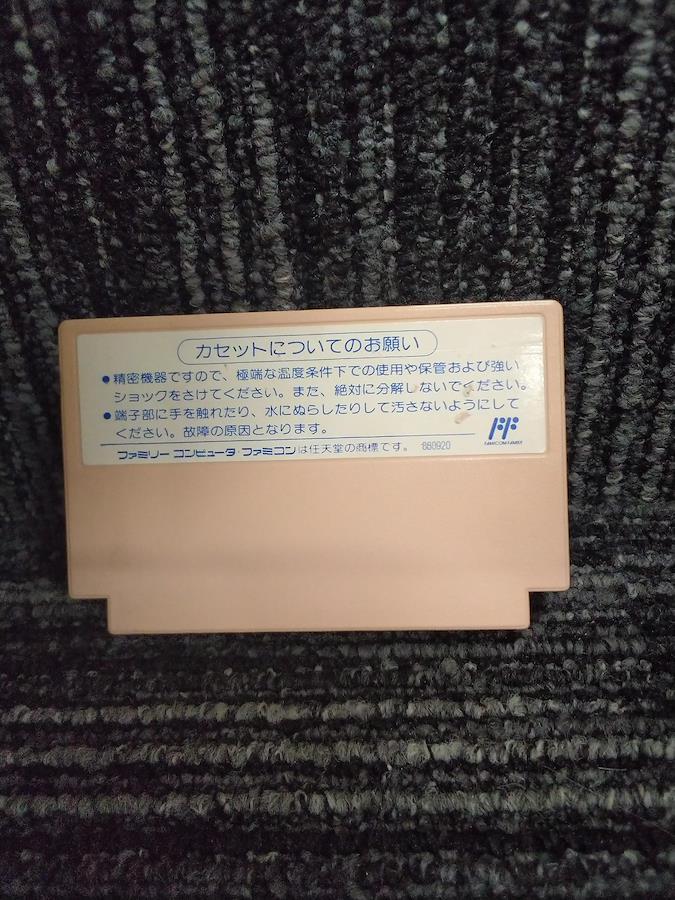 カセットについてのお願い
●精密機器ですので、極端な温度条件下での使用や保管および強い
ショックをさけてください。また、絶対に分解しないでください。
●端子部に手を触れたり、水にぬらしたりして汚さないようにして
ください。故障の原因となります。
ファミリー コンピュータ・ファミコンは任天堂の商標です。 860920
FAMICOM FAMILY